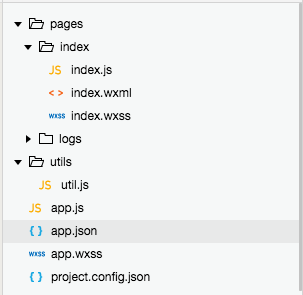 pages
index
JS index.js
< > index.wxml
wxss index.wxss
logs
utils
JS util.js
JS app.js
{ } app.json
wxss app.wxss
{ } project.config.json